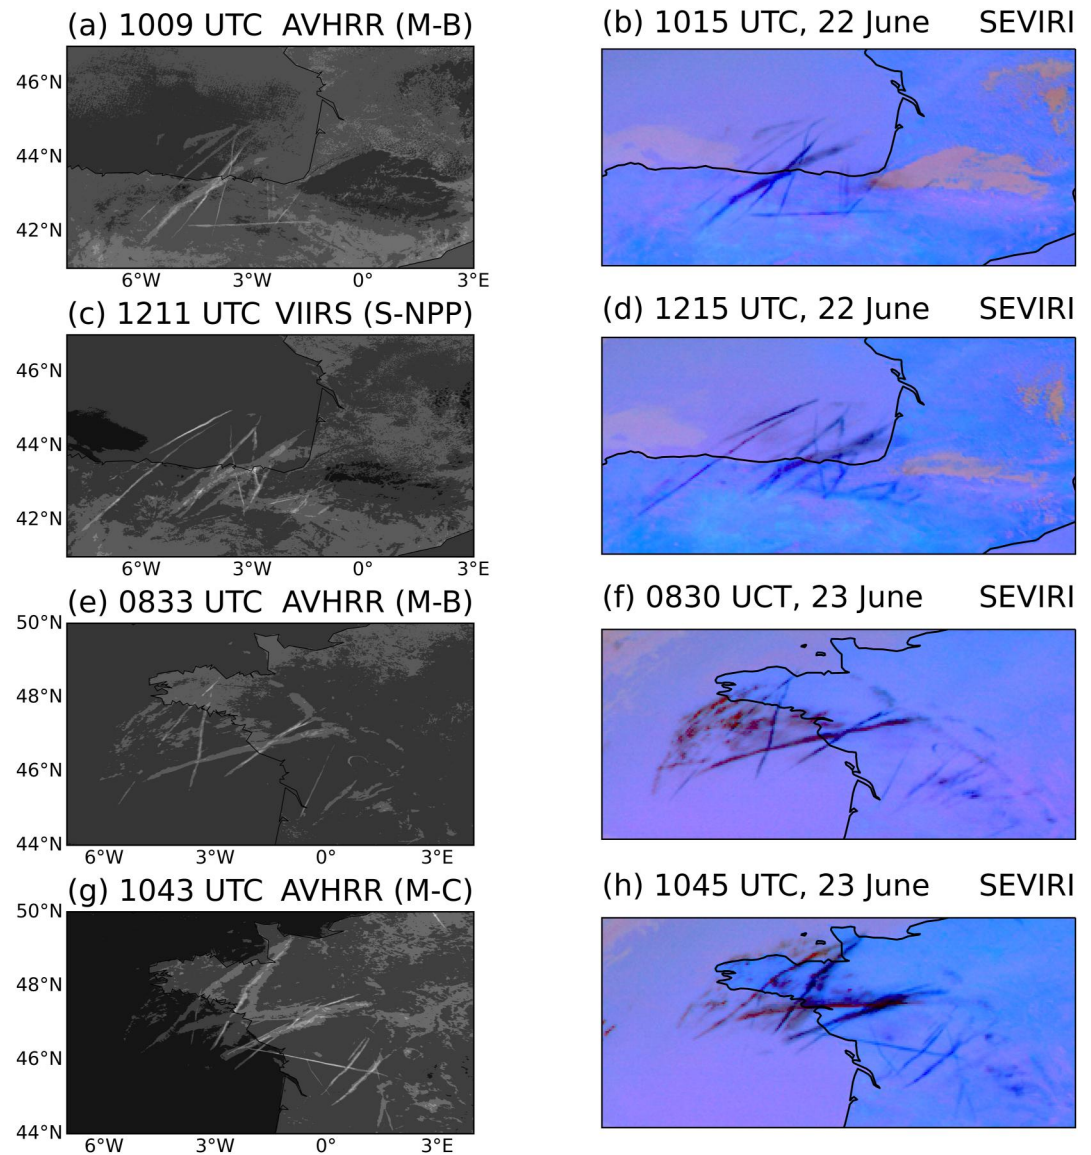 (a) 1009 UTC AVHRR (M-B)
(b) 1015 UTC, 22 June SEVIRI
46°N
44°N
42°N
6°W 3°W 0° 3°E
(c) 1211 UTC VIIRS (S-NPP)
(d) 1215 UTC, 22 June SEVIRI
46°N
44°N
42°N
6°W 3°W 0° 3°E
(e) 0833 UTC AVHRR (M-B)
(f) 0830 UCT, 23 June SEVIRI
50°N
48°N
46°N
44°N
6°W 3°W 0° 3°E
(g) 1043 UTC AVHRR (M-C)
(h) 1045 UTC, 23 June SEVIRI
50°N
48°N
46°N
44°N
6°W 3°W 0° 3°E